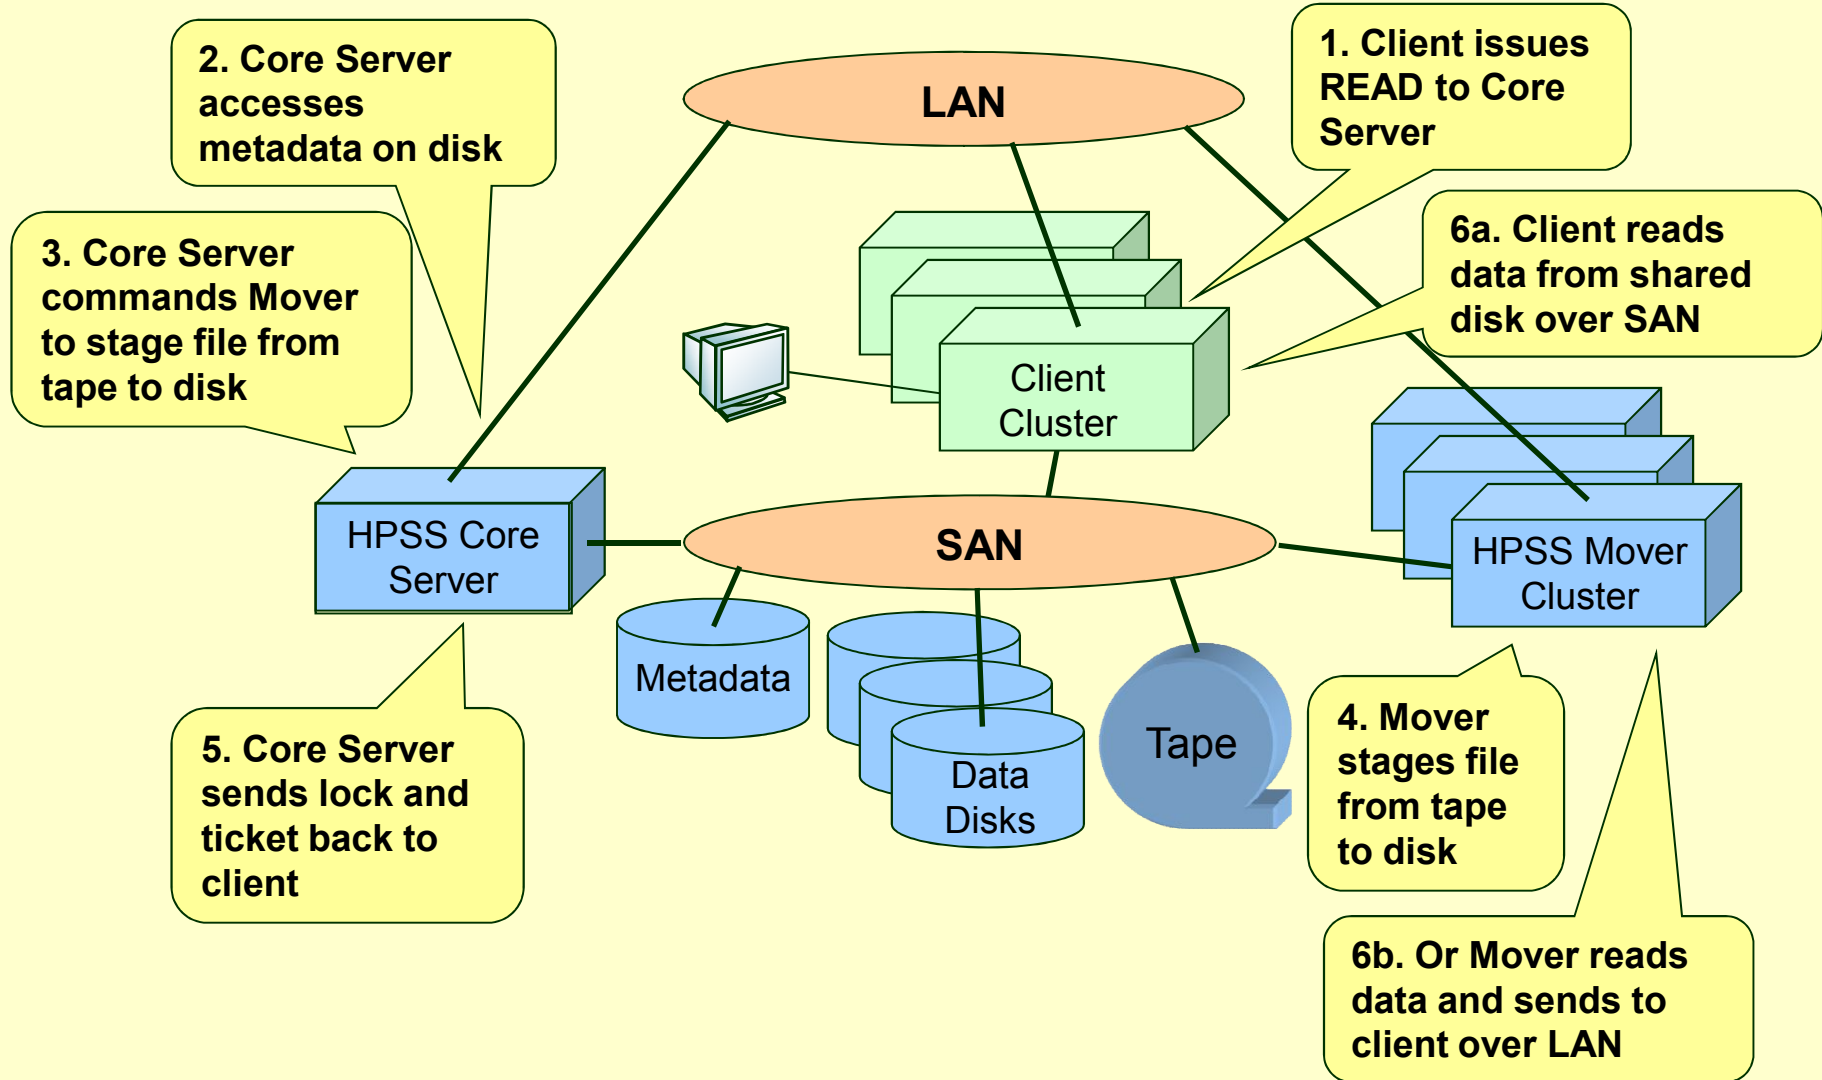 2. Core Server
accesses
metadata on disk
LAN
1. Client issues
READ to Core
Server
3. Core Server
commands Mover
to stage file from
tape to disk
6a. Client reads
data from shared
disk over SAN
Client
Cluster
HPSS Core
Server
SAN
HPSS Mover
Cluster
Metadata
Data
Disks
Tape
5. Core Server
sends lock and
ticket back to
client
4. Mover
stages file
from tape
to disk
6b. Or Mover reads
data and sends to
client over LAN